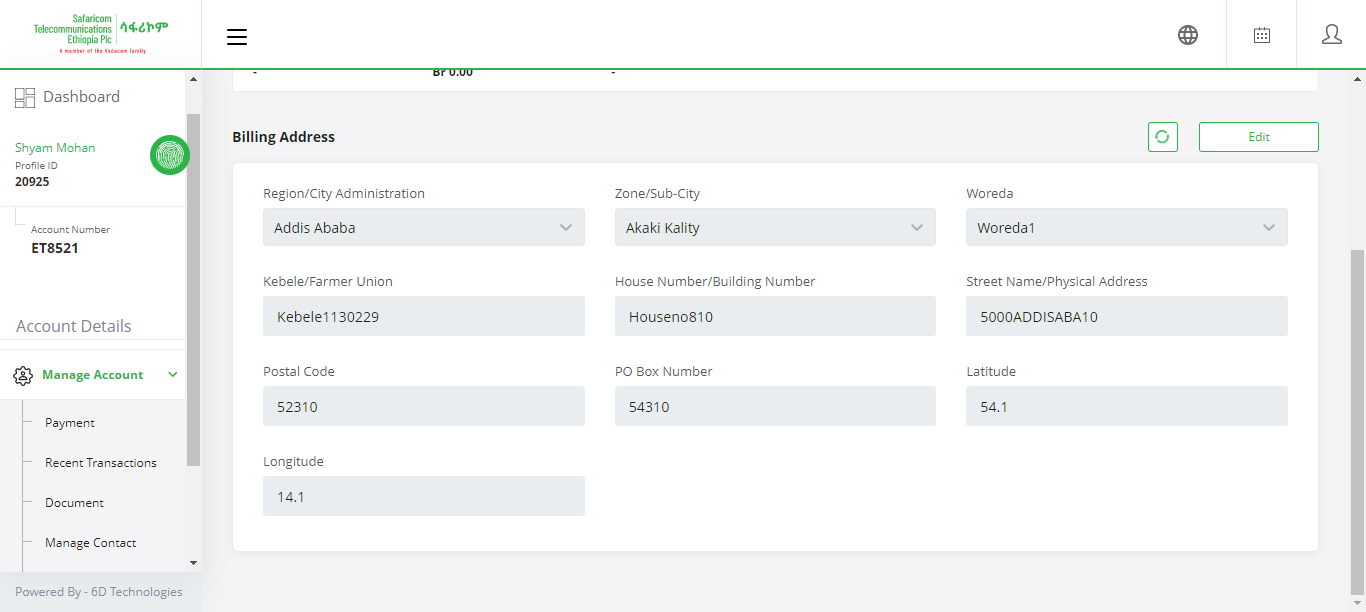 Safaricom
Telecommunications
Ethiopia Plc
ሳፋሪኮም
A member of the Vodacom family
Dashboard
Shyam Mohan
Profile ID
20925
Account Number
ET8521
Account Details
Manage Account
Payment
Recent Transactions
Document
Manage Contact
Powered By - 6D Technologies
- Br 0.00 -
Billing Address
Edit
Region/City Administration Zone/Sub-City Woreda
Addis Ababa Akaki Kality Woreda1
Kebele/Farmer Union House Number/Building Number Street Name/Physical Address
Kebele1130229 Houseno810 5000ADDISABA10
Postal Code PO Box Number Latitude
52310 54310 54.1
Longitude
14.1